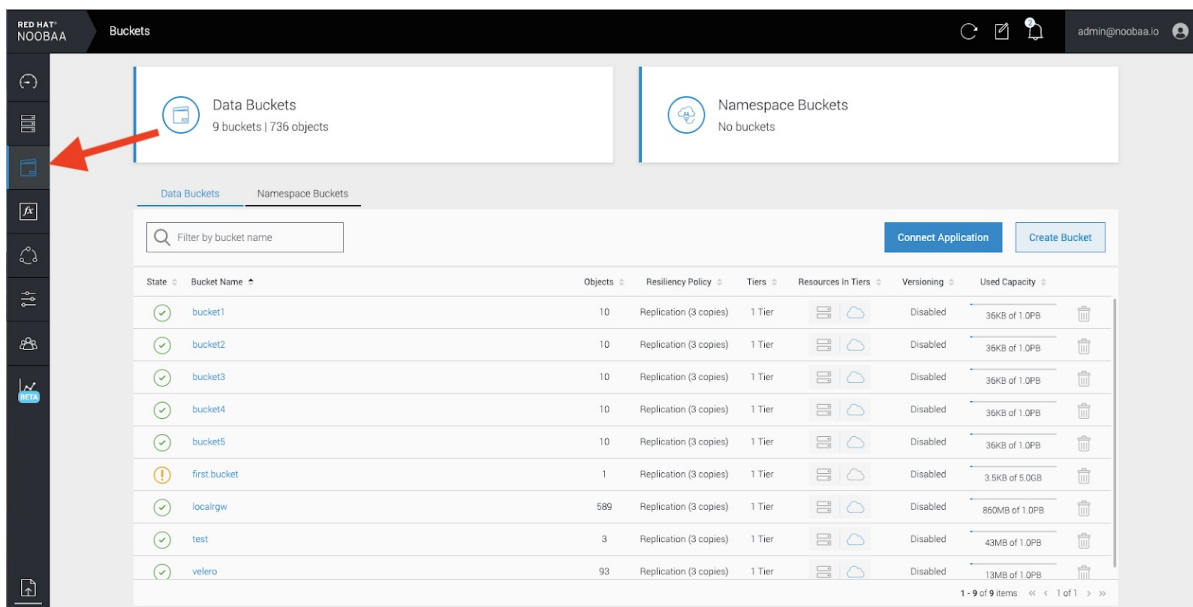 RED HAT®
NOOBAA
Buckets
2
admin@noobaa.io
Data Buckets
9 buckets | 736 objects
Namespace Buckets
No buckets
Data Buckets Namespace Buckets
Filter by bucket name
Connect Application Create Bucket
State Bucket Name Objects Resiliency Policy Tiers Resources In Tiers Versioning Used Capacity
bucket1 10 Replication (3 copies) 1 Tier Disabled 36KB of 1.0PB
bucket2 10 Replication (3 copies) 1 Tier Disabled 36KB of 1.0PB
bucket3 10 Replication (3 copies) 1 Tier Disabled 36KB of 1.0PB
bucket4 10 Replication (3 copies) 1 Tier Disabled 36KB of 1.0PB
bucket5 10 Replication (3 copies) 1 Tier Disabled 36KB of 1.0PB
first.bucket 1 Replication (3 copies) 1 Tier Disabled 3.5KB of 5.0GB
localrgw 589 Replication (3 copies) 1 Tier Disabled 860MB of 1.0PB
test 3 Replication (3 copies) 1 Tier Disabled 43MB of 1.0PB
velero 93 Replication (3 copies) 1 Tier Disabled 13MB of 1.0PB
fx
BETA
1 - 9 of 9 items << < 1 of 1 > >>